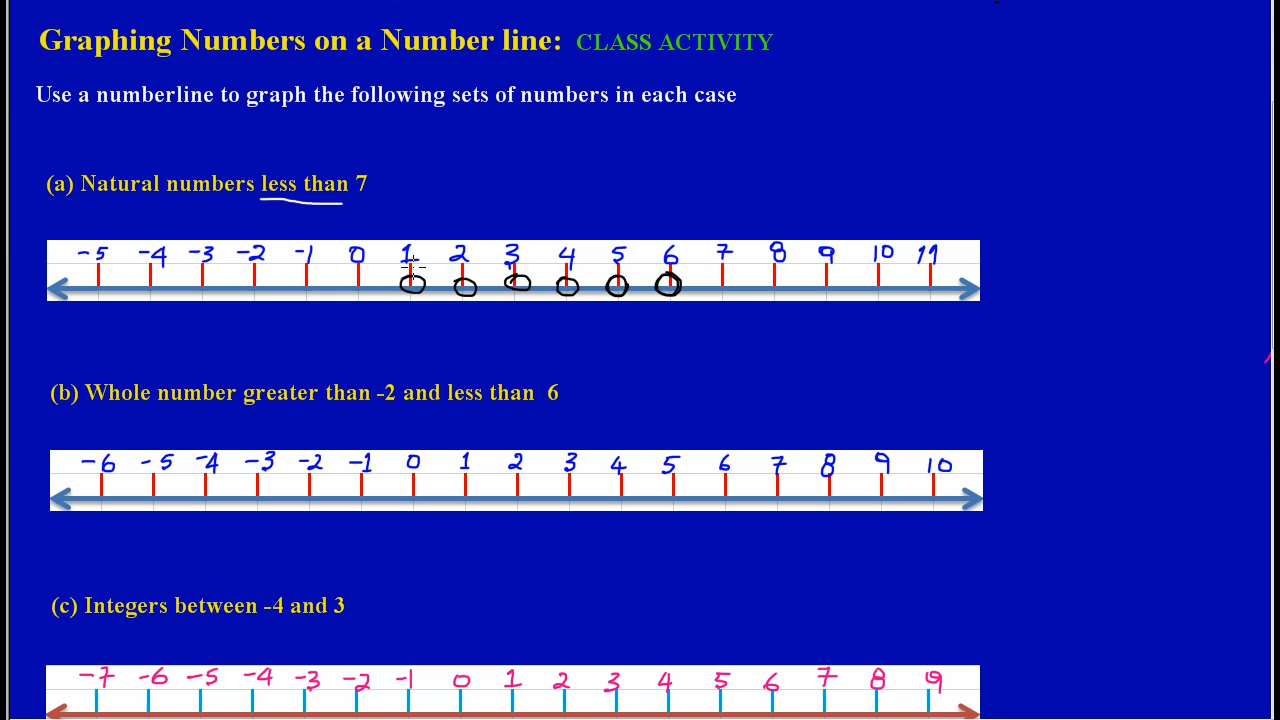 Graphing Numbers on a Number line: CLASS ACTIVITY
Use a numberline to graph the following sets of numbers in each case
(a) Natural numbers less than 7
-5 -4 -3 -2 -1 0 1 2 3 4 5 6 7 8 9 10 11
(b) Whole number greater than -2 and less than 6
-6 -5 -4 -3 -2 -1 0 1 2 3 4 5 6 7 8 9 10
(c) Integers between -4 and 3
-7 -6 -5 -4 -3 -2 -1 0 1 2 3 4 5 6 7 8 9